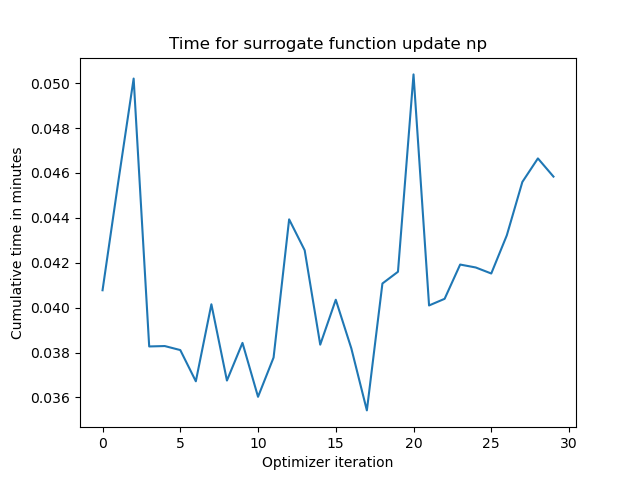 Time for surrogate function update np
Cumulative time in minutes
0.050
0.048
0.046
0.044
0.042
0.040
0.038
0.036
0 5 10 15 20 25 30
Optimizer iteration